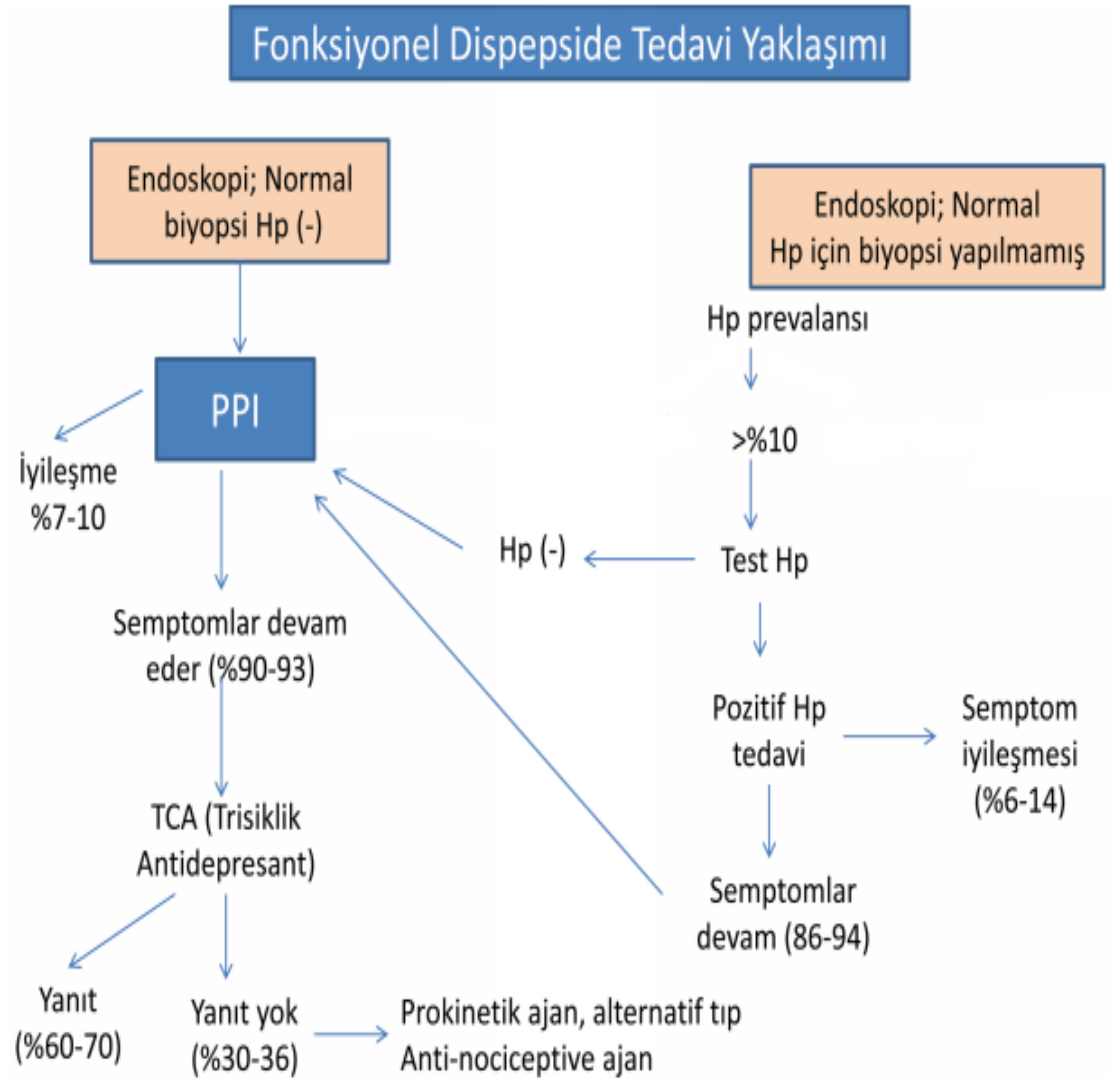 Fonksiyonel Dispepside Tedavi Yaklaşımı
Endoskopi; Normal
biyopsi Hp (-)
Endoskopi; Normal
Hp için biyopsi yapılmamış
Hp prevalansı
PPI
>%10
İyileşme
%7-10
Hp (-)
Test Hp
Semptomlar devam
eder (%90-93)
Pozitif Hp
tedavi
Semptom
iyileşmesi
(%6-14)
TCA (Trisiklik
Antidepresant)
Semptomlar
devam (86-94)
Yanıt
(%60-70)
Yanıt yok
(%30-36)
Prokinetik ajan, alternatif tıp
Anti-nociceptive ajan